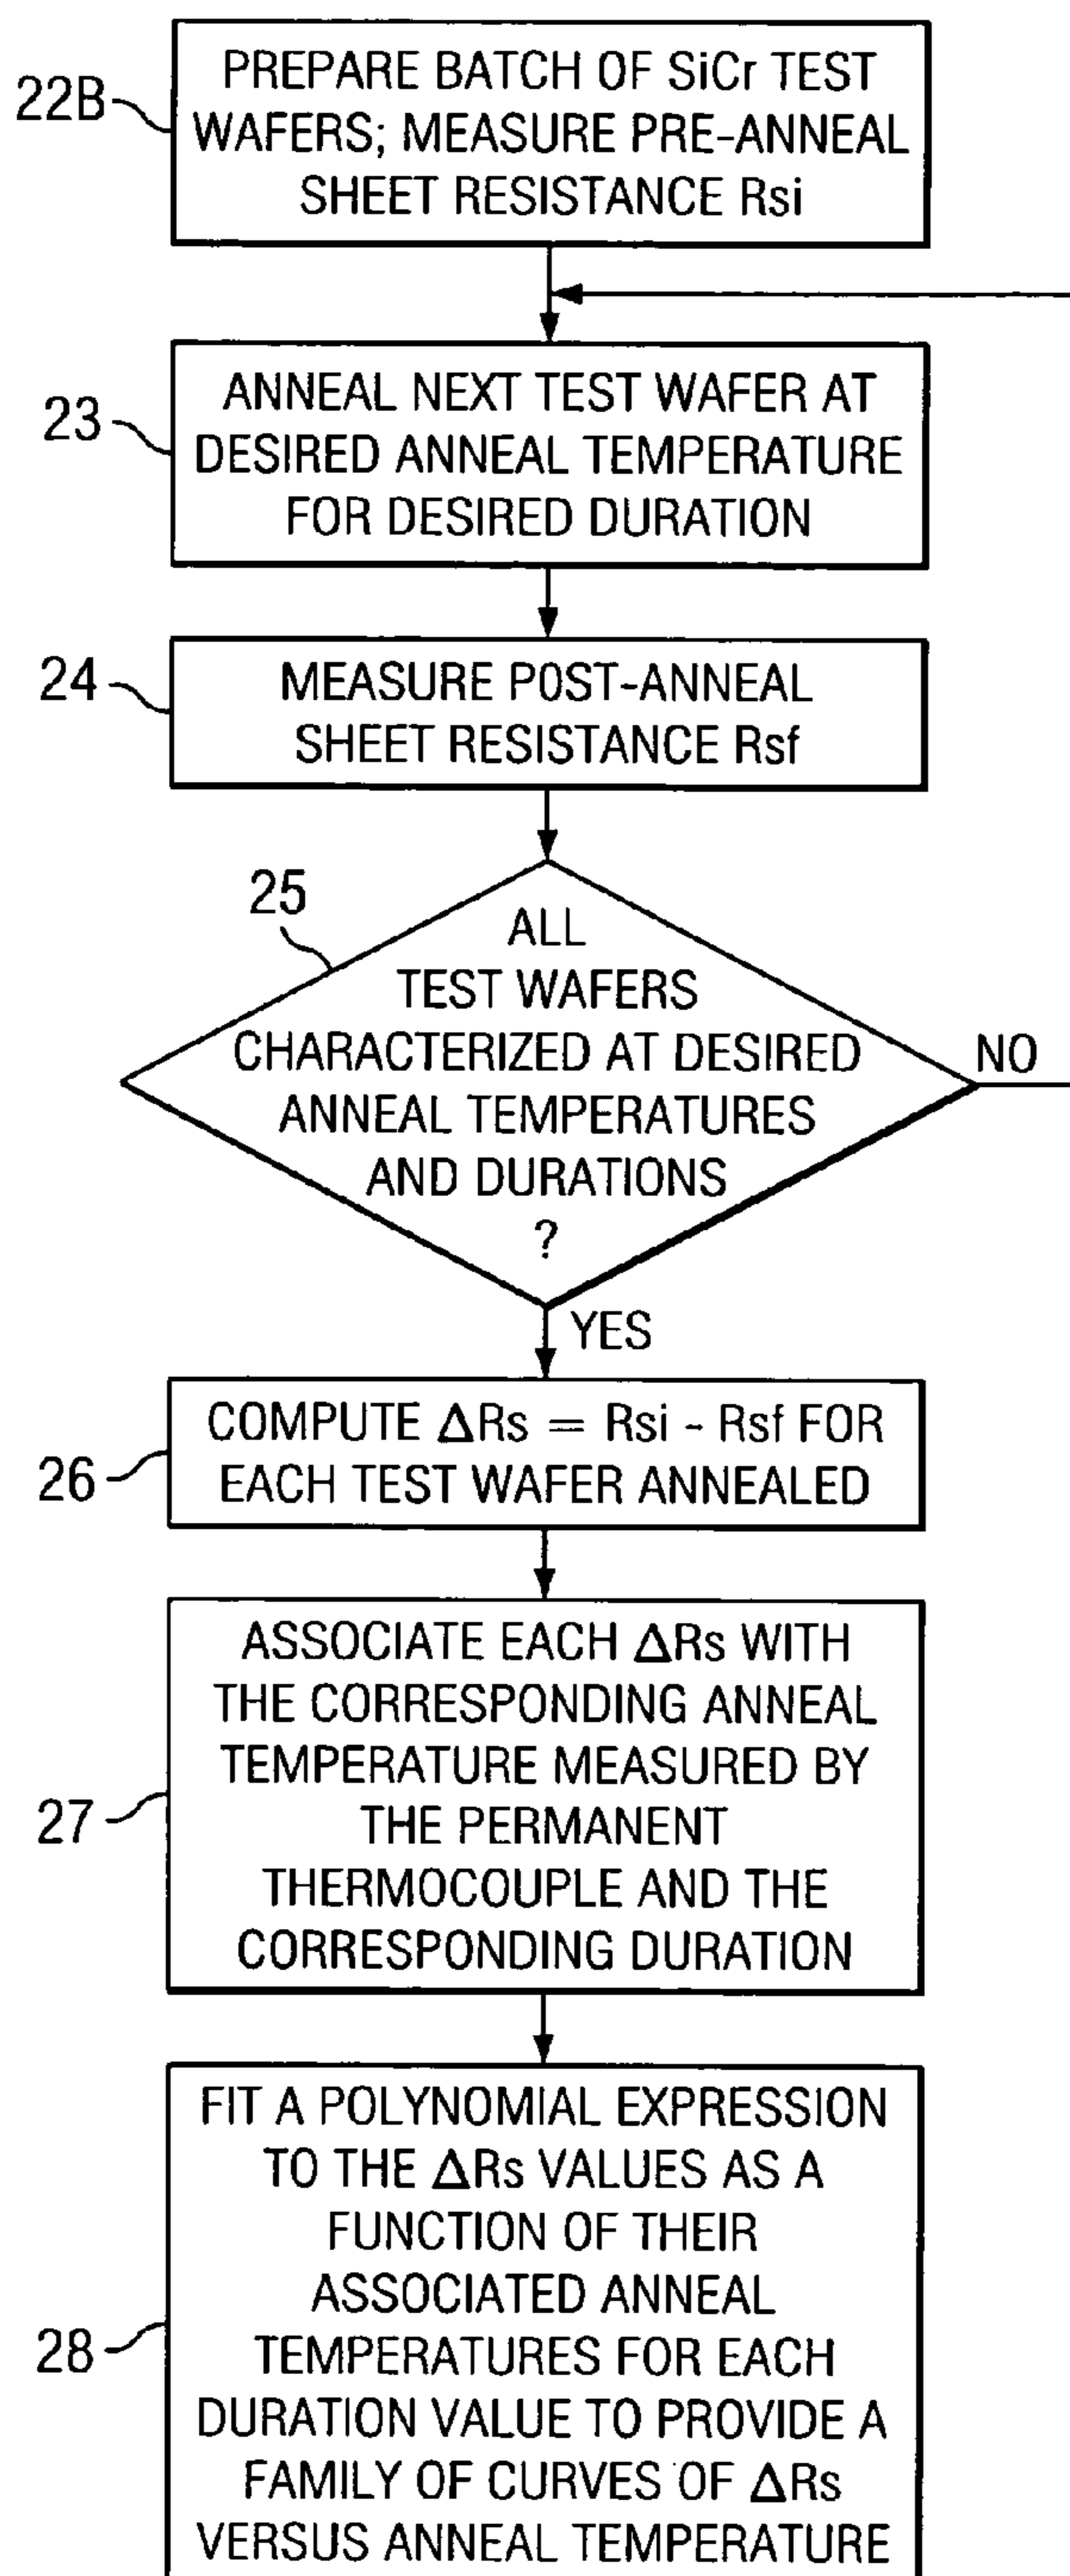 22B
PREPARE BATCH OF SiCr TEST
WAFERS; MEASURE PRE-ANNEAL
SHEET RESISTANCE Rsi
23
ANNEAL NEXT TEST WAFER AT
DESIRED ANNEAL TEMPERATURE
FOR DESIRED DURATION
24
MEASURE POST-ANNEAL
SHEET RESISTANCE Rsf
25
ALL
TEST WAFERS
CHARACTERIZED AT DESIRED
ANNEAL TEMPERATURES
AND DURATIONS
?
NO
YES
26
COMPUTE ΔRs = Rsi - Rsf FOR
EACH TEST WAFER ANNEALED
27
ASSOCIATE EACH ΔRs WITH
THE CORRESPONDING ANNEAL
TEMPERATURE MEASURED BY
THE PERMANENT
THERMOCOUPLE AND THE
CORRESPONDING DURATION
28
FIT A POLYNOMIAL EXPRESSION
TO THE ΔRs VALUES AS A
FUNCTION OF THEIR
ASSOCIATED ANNEAL
TEMPERATURES FOR EACH
DURATION VALUE TO PROVIDE A
FAMILY OF CURVES OF ΔRs
VERSUS ANNEAL TEMPERATURE